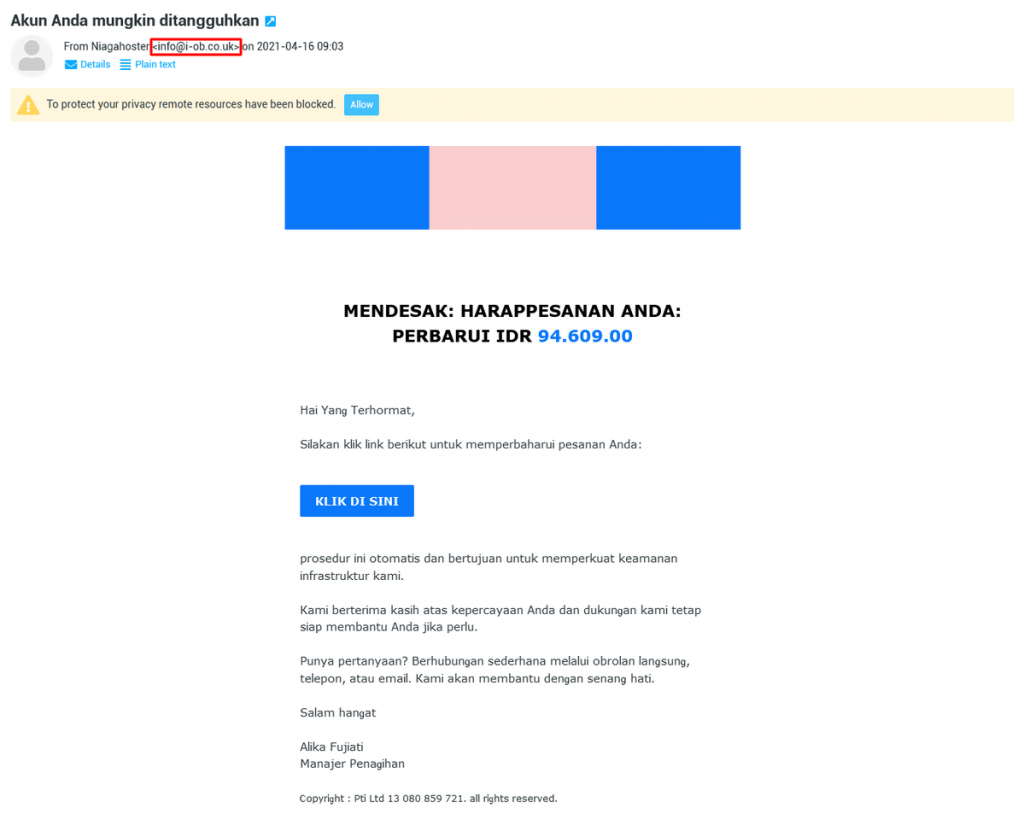 Akun Anda mungkin ditangguhkan
From Niagahoster <info@i-ob.co.uk> on 2021-04-16 09:03
Details Plain text
To protect your privacy remote resources have been blocked. Allow
MENDESAK: HARAPPESANAN ANDA:
PERBARUI IDR 94.609.00
Hai Yang Terhormat,
Silakan klik link berikut untuk memperbaharui pesanan Anda:
KLIK DI SINI
prosedur ini otomatis dan bertujuan untuk memperkuat keamanan
infrastruktur kami.
Kami berterima kasih atas kepercayaan Anda dan dukungan kami tetap
siap membantu Anda jika perlu.
Punya pertanyaan? Berhubungan sederhana melalui obrolan langsung,
telepon, atau email. Kami akan membantu dengan senang hati.
Salam hangat
Alika Fujiati
Manajer Penagihan
Copyright : Pti Ltd 13 080 859 721. all rights reserved.